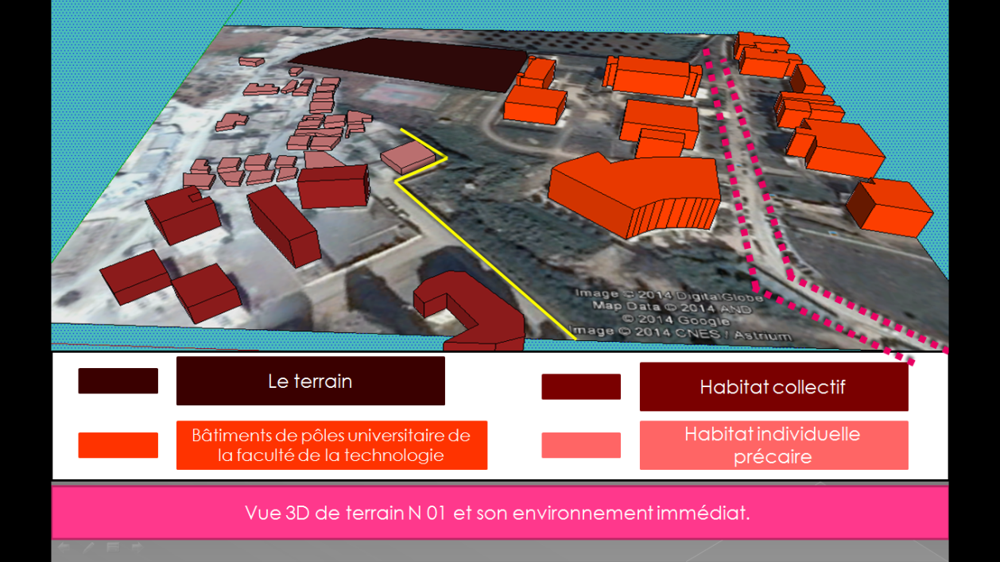 Image © 2014 DigitalGlobe
Map Data © 2014 AND
© 2014 Google
Image © 2014 CNES / Astrium
Le terrain
Habitat collectif
Bâtiments de pôles universitaire de
la faculté de la technologie
Habitat individuelle
précaire
Vue 3D de terrain N 01 et son environnement immédiat.